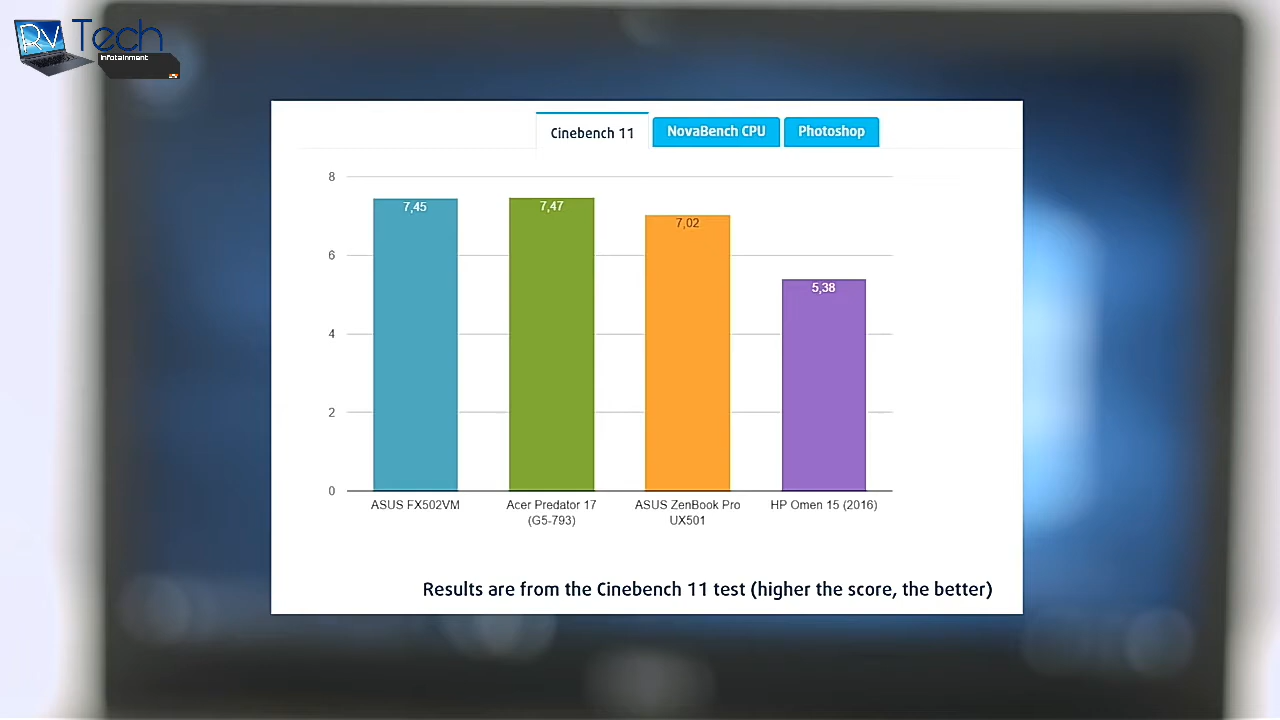 RV Tech
Infotainment
Cinebench 11
NovaBench CPU
Photoshop
8
6
4
2
0
7,45
7,47
7,02
5,38
ASUS FX502VM
Acer Predator 17
(G5-793)
ASUS ZenBook Pro
UX501
HP Omen 15 (2016)
Results are from the Cinebench 11 test (higher the score, the better)